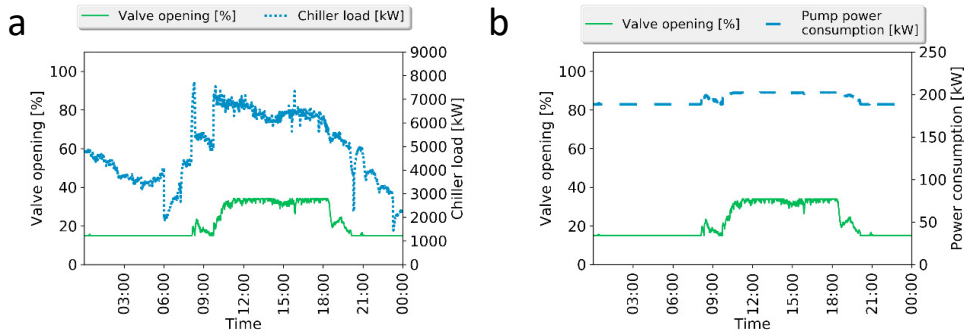 a
Valve opening [%] Chiller load [kW]
100
80
60
40
20
0
Valve opening [%]
9000
8000
7000
6000
5000
4000
3000
2000
1000
0
Chiller load [kW]
03:00 06:00 09:00 12:00 15:00 18:00 21:00 00:00
Time
b
Valve opening [%] Pump power
consumption [kW]
100
80
60
40
20
0
Valve opening [%]
250
200
150
100
50
0
Power consumption [kW]
03:00 06:00 09:00 12:00 15:00 18:00 21:00 00:00
Time